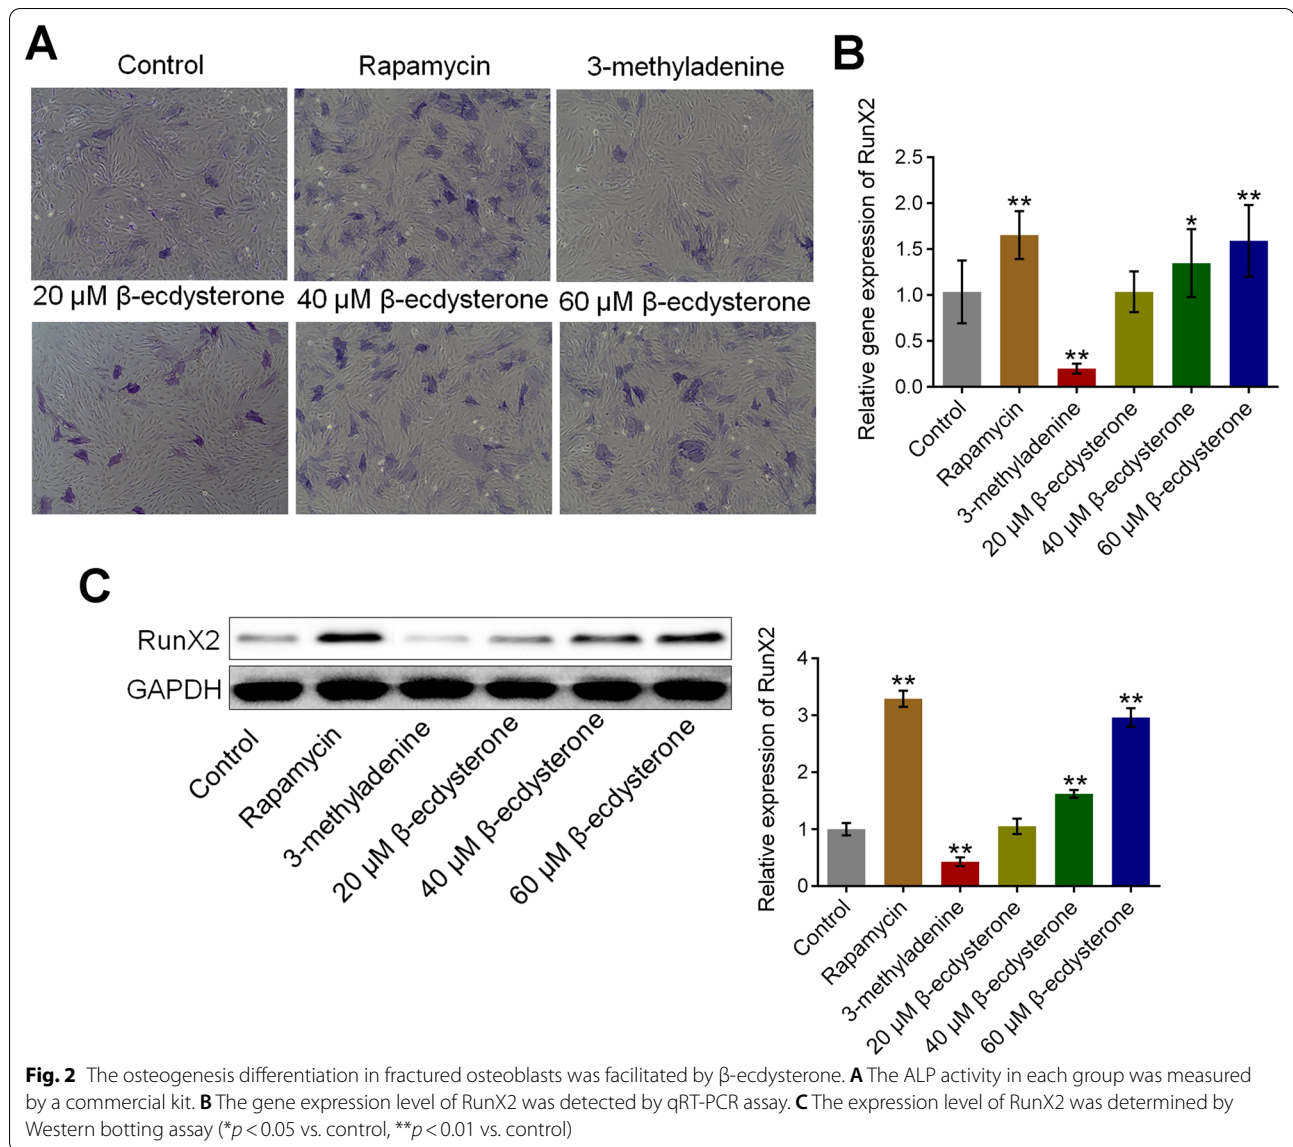 A
Control
Rapamycin
3-methyladenine
20 µM β-ecdysterone
40 µM β-ecdysterone
60 µM β-ecdysterone
B
Relative gene expression of RunX2
2.5
2.0
1.5
1.0
0.5
0.0
**
**
*
**
Control
Rapamycin
3-methyladenine
20 µM β-ecdysterone
40 µM β-ecdysterone
60 µM β-ecdysterone
C
RunX2
GAPDH
Control
Rapamycin
3-methyladenine
20 µM β-ecdysterone
40 µM β-ecdysterone
60 µM β-ecdysterone
Relative expression of RunX2
4
3
2
1
0
**
**
**
**
Control
Rapamycin
3-methyladenine
20 µM β-ecdysterone
40 µM β-ecdysterone
60 µM β-ecdysterone
Fig. 2 The osteogenesis differentiation in fractured osteoblasts was facilitated by β-ecdysterone. A The ALP activity in each group was measured
by a commercial kit. B The gene expression level of RunX2 was detected by qRT-PCR assay. C The expression level of RunX2 was determined by
Western botting assay (*p < 0.05 vs. control, **p < 0.01 vs. control)